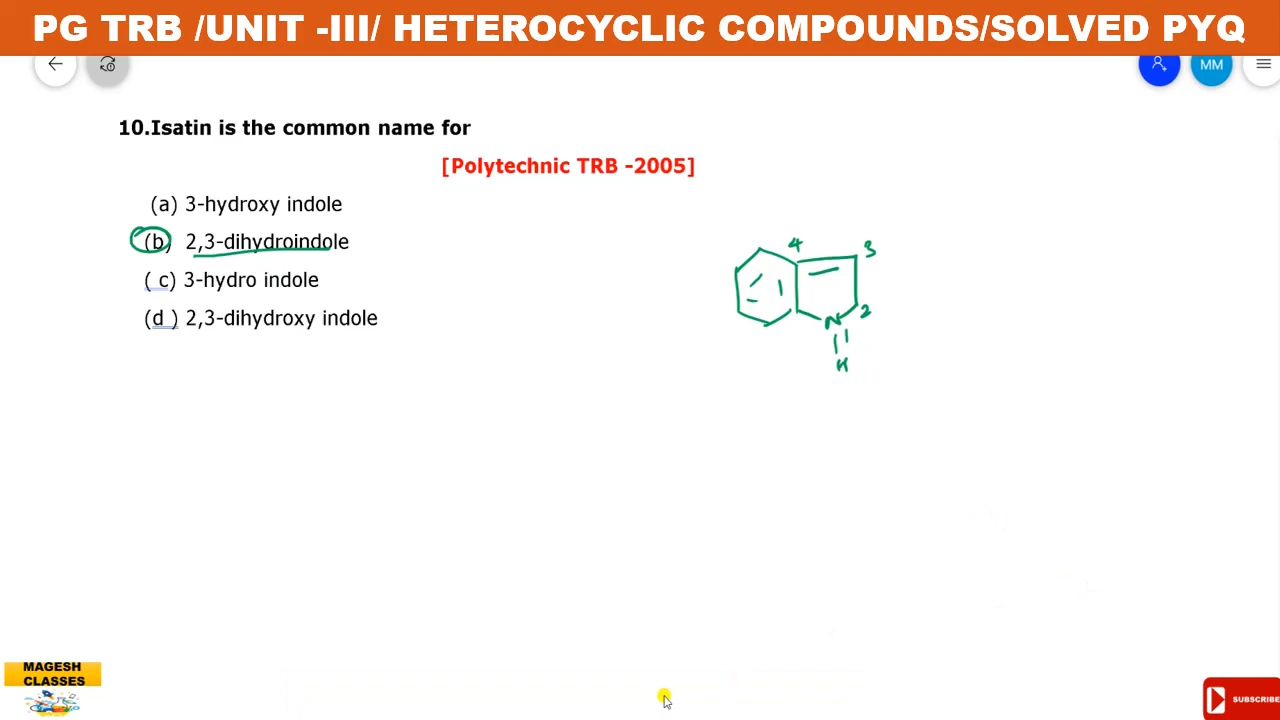 PG TRB /UNIT -III/ HETEROCYCLIC COMPOUNDS/SOLVED PYQ
MM
10.Isatin is the common name for
[Polytechnic TRB -2005]
(a) 3-hydroxy indole
(b) 2,3-dihydroindole
( c) 3-hydro indole
(d ) 2,3-dihydroxy indole
4
3
2
N
H
MAGESH
CLASSES
SUBSCRIBE